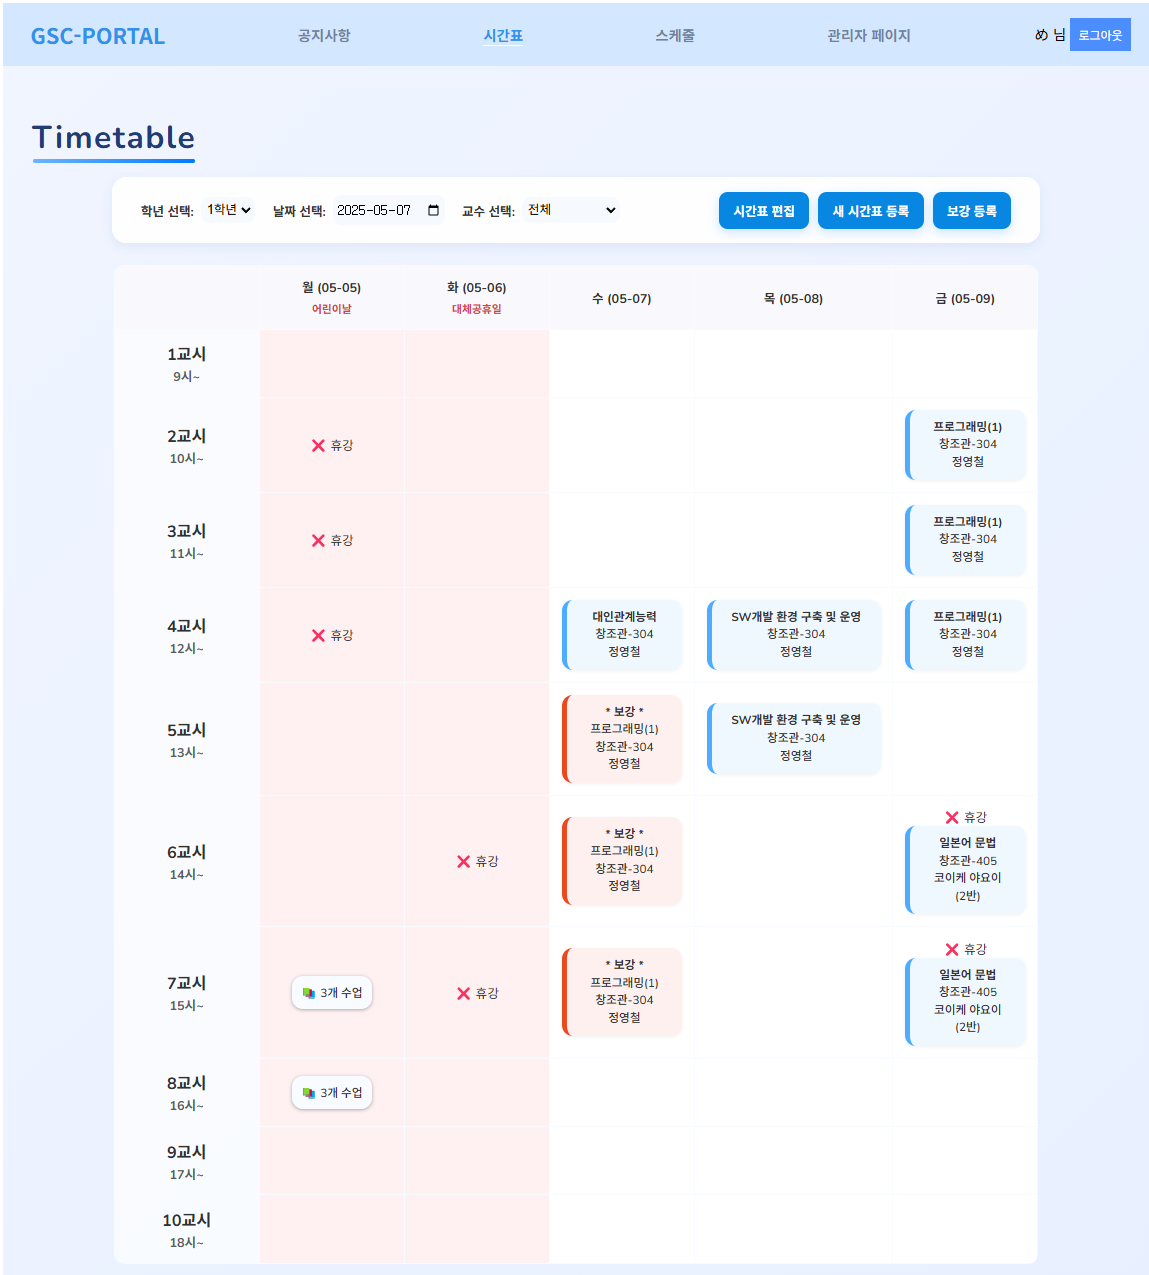 GSC-PORTAL
공지사항
시간표
스케줄
관리자 페이지
め 님
로그아웃
Timetable
학년 선택: 1학년
날짜 선택: 2025-05-07
교수 선택: 전체
시간표 편집
새 시간표 등록
보강 등록
월 (05-05)
어린이날
화 (05-06)
대체공휴일
수 (05-07)
목 (05-08)
금 (05-09)
1교시
9시~
2교시
10시~
❌ 휴강
프로그래밍(1)
창조관-304
정영철
3교시
11시~
❌ 휴강
프로그래밍(1)
창조관-304
정영철
4교시
12시~
❌ 휴강
대인관계능력
창조관-304
정영철
SW개발 환경 구축 및 운영
창조관-304
정영철
프로그래밍(1)
창조관-304
정영철
5교시
13시~
* 보강 *
프로그래밍(1)
창조관-304
정영철
SW개발 환경 구축 및 운영
창조관-304
정영철
6교시
14시~
❌ 휴강
* 보강 *
프로그래밍(1)
창조관-304
정영철
❌ 휴강
일본어 문법
창조관-405
코이케 야요이
(2반)
7교시
15시~
3개 수업
❌ 휴강
* 보강 *
프로그래밍(1)
창조관-304
정영철
❌ 휴강
일본어 문법
창조관-405
코이케 야요이
(2반)
8교시
16시~
3개 수업
9교시
17시~
10교시
18시~